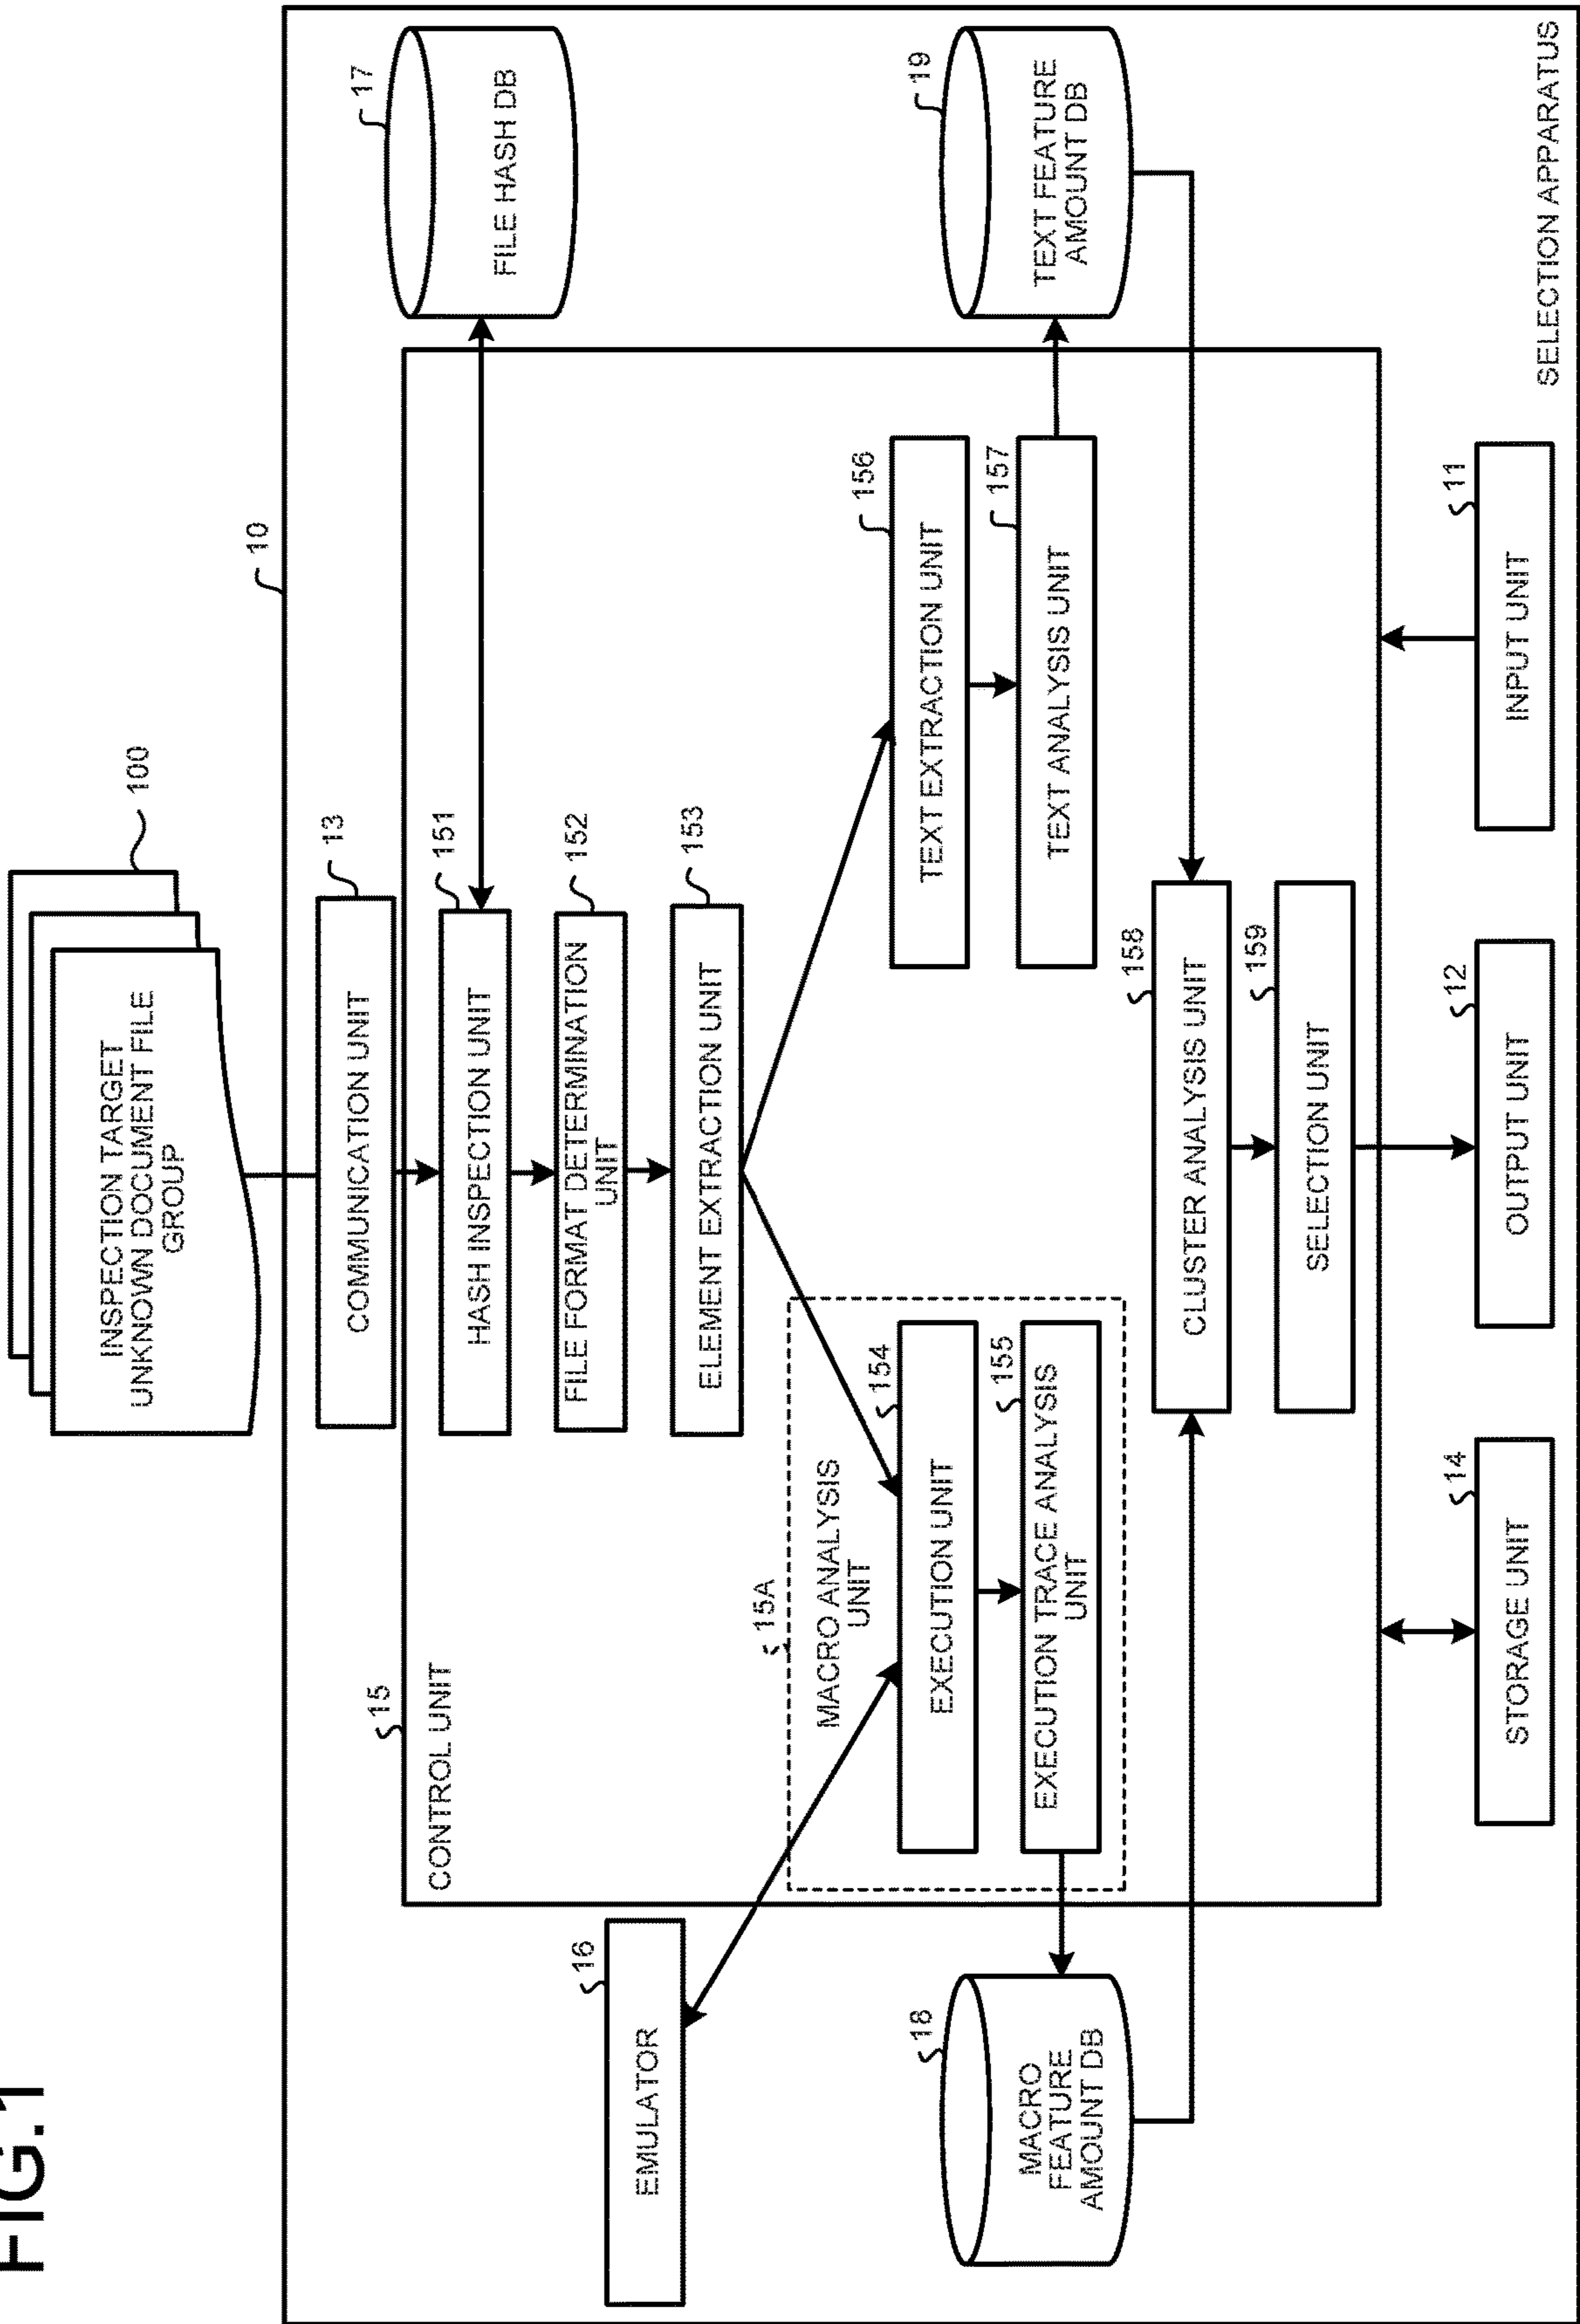 FIG.1
INSPECTION TARGET
UNKNOWN DOCUMENT FILE
GROUP
100
10
COMMUNICATION UNIT
13
15
CONTROL UNIT
HASH INSPECTION UNIT
151
FILE HASH DB
17
FILE FORMAT DETERMINATION
UNIT
152
ELEMENT EXTRACTION UNIT
153
EMULATOR
16
15A
MACRO ANALYSIS
UNIT
EXECUTION UNIT
154
EXECUTION TRACE ANALYSIS
UNIT
155
TEXT EXTRACTION UNIT
156
TEXT ANALYSIS UNIT
157
MACRO
FEATURE
AMOUNT DB
18
TEXT FEATURE
AMOUNT DB
19
CLUSTER ANALYSIS UNIT
158
SELECTION UNIT
159
STORAGE UNIT
14
OUTPUT UNIT
12
INPUT UNIT
11
SELECTION APPARATUS